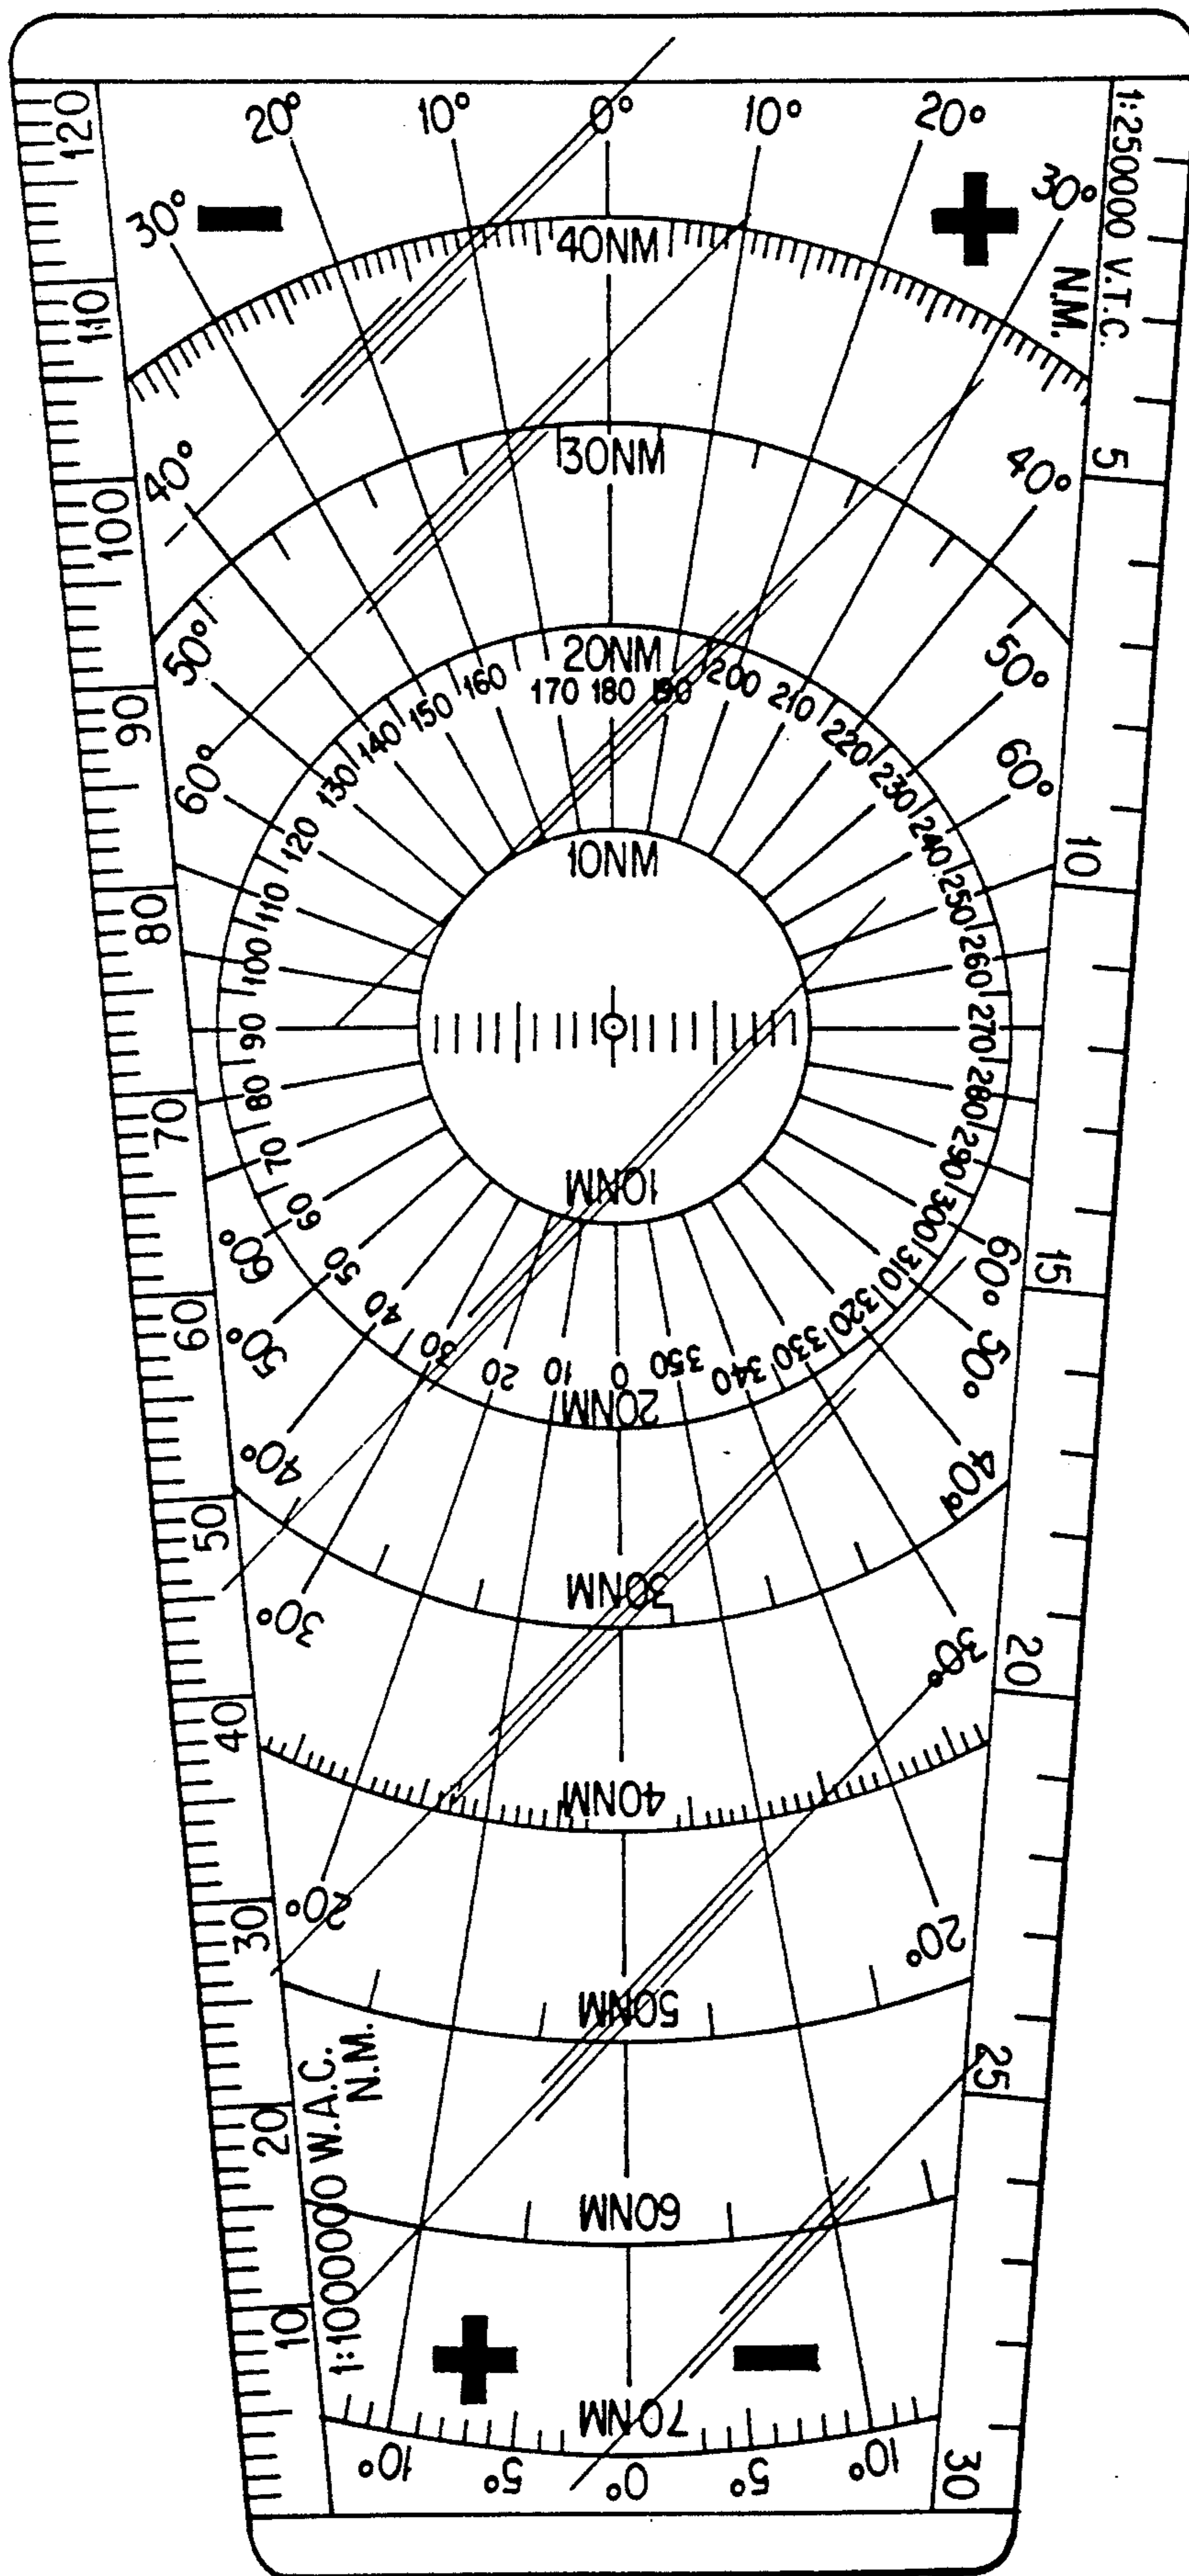 20° 10° 0° 10° 20°
30° − + 30°
120
110
100
90
80
70
60
50
40
30
20
10
1:250000 V.T.C.
N.M.
5
10
15
20
25
30
40NM
40° 40°
30NM
50° 50°
60° 60°
20NM
170 180 190
160 200
150 210
140 220
130 230
120 240
110 250
100 260
90 270
80 280
70 290
60 300
50 310
40 320
30 330
20 340
10 0 350
10NM
10NM
20NM
60° 60°
50° 50°
40° 40°
30NM
30° 30°
40NM
20° 20°
50NM
1:1000000 W.A.C.
N.M.
60NM
+ −
70NM
10° 5° 0° 5° 10°